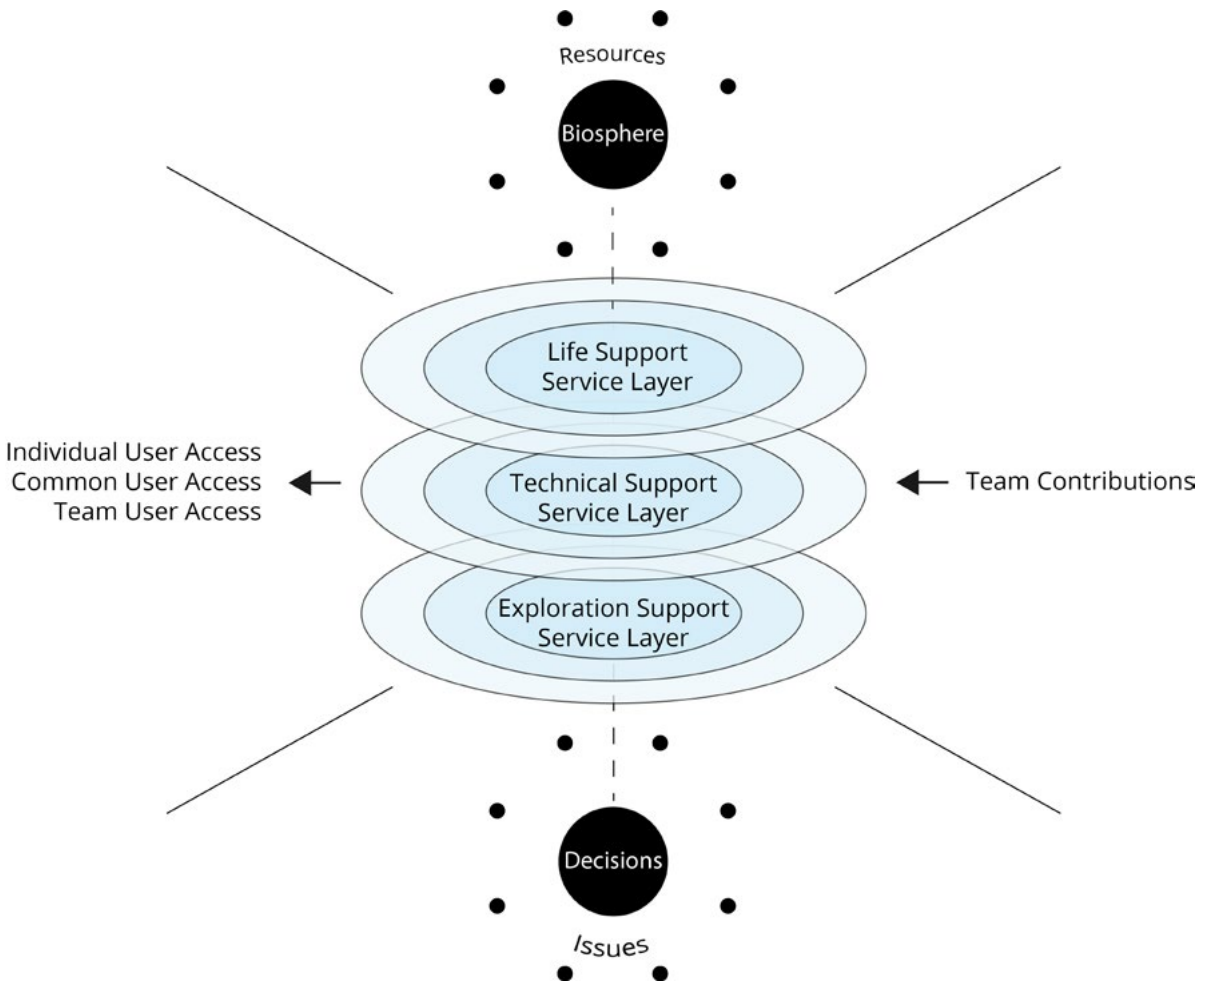 Resources
Biosphere
Life Support
Service Layer
Individual User Access
Common User Access
Team User Access
Technical Support
Service Layer
Team Contributions
Exploration Support
Service Layer
Decisions
Issues